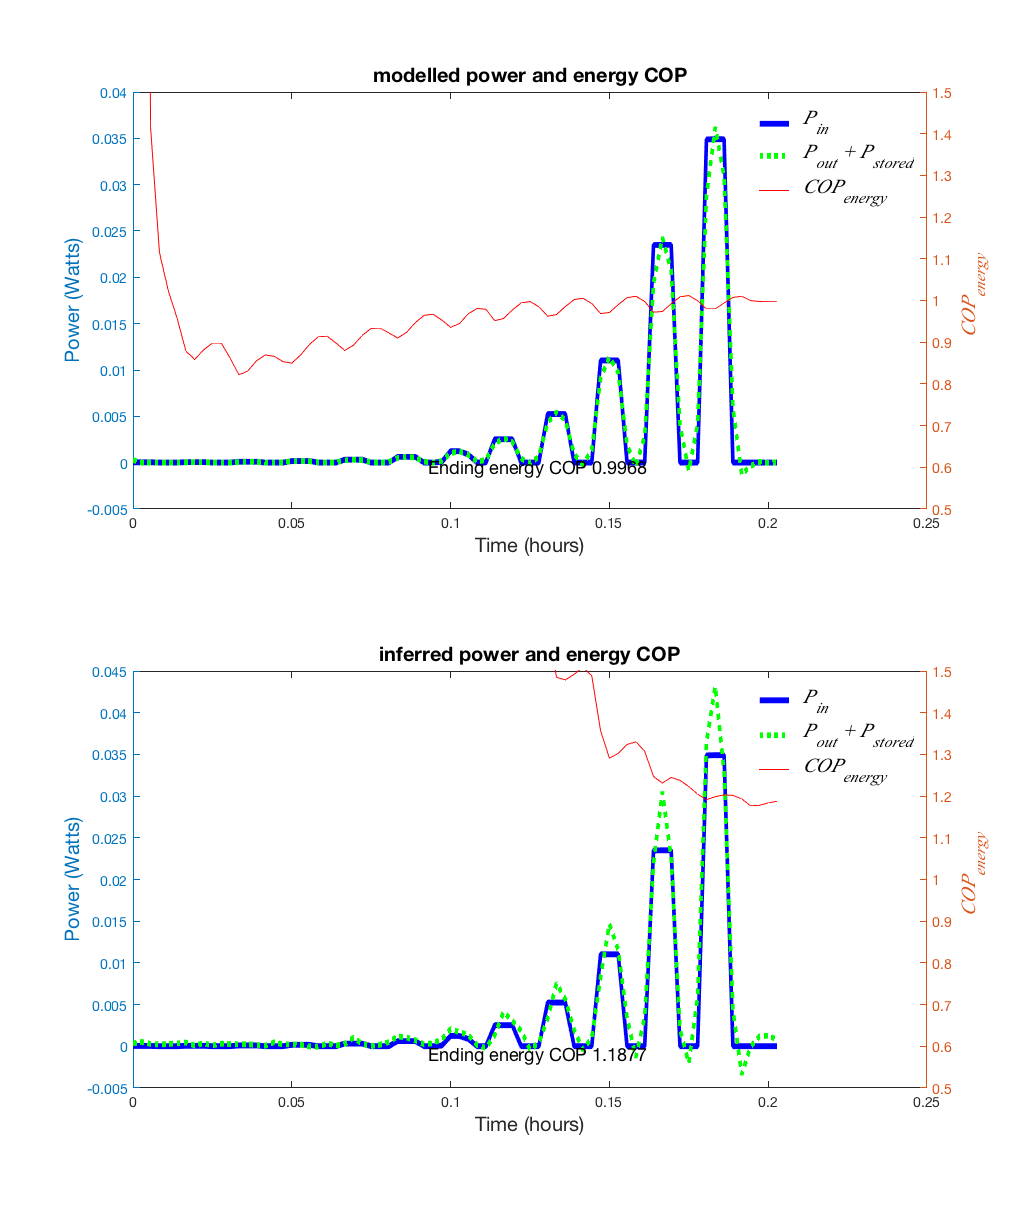 modelled power and energy COP
0.04
0.035
0.03
0.025
0.02
0.015
0.01
0.005
0
-0.005
Power (Watts)
P_in
P_out + P_stored
COP_energy
1.5
1.4
1.3
1.2
1.1
1
0.9
0.8
0.7
0.6
0.5
COP_energy
Ending energy COP 0.9968
0 0.05 0.1 0.15 0.2 0.25
Time (hours)
inferred power and energy COP
0.045
0.04
0.035
0.03
0.025
0.02
0.015
0.01
0.005
0
-0.005
Power (Watts)
P_in
P_out + P_stored
COP_energy
1.5
1.4
1.3
1.2
1.1
1
0.9
0.8
0.7
0.6
0.5
COP_energy
Ending energy COP 1.1877
0 0.05 0.1 0.15 0.2 0.25
Time (hours)